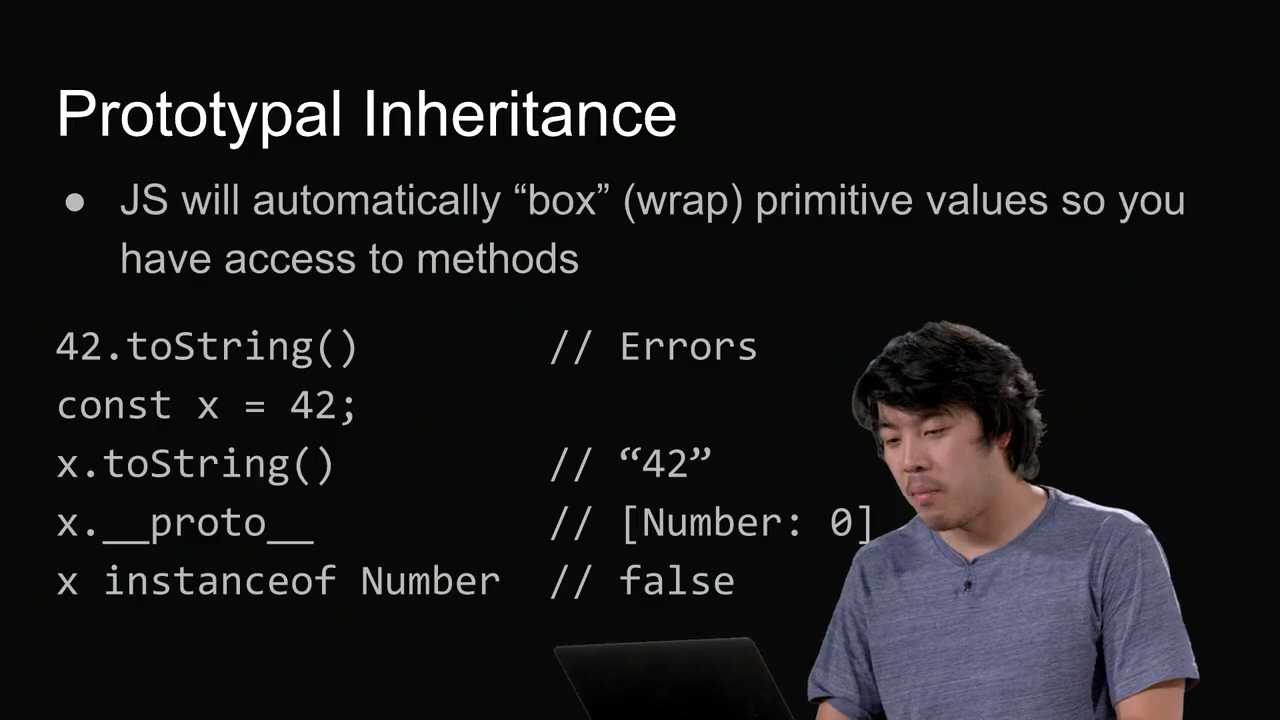 Prototypal Inheritance
● JS will automatically “box” (wrap) primitive values so you
have access to methods
42.toString() // Errors
const x = 42;
x.toString() // “42”
x.__proto__ // [Number: 0]
x instanceof Number // false